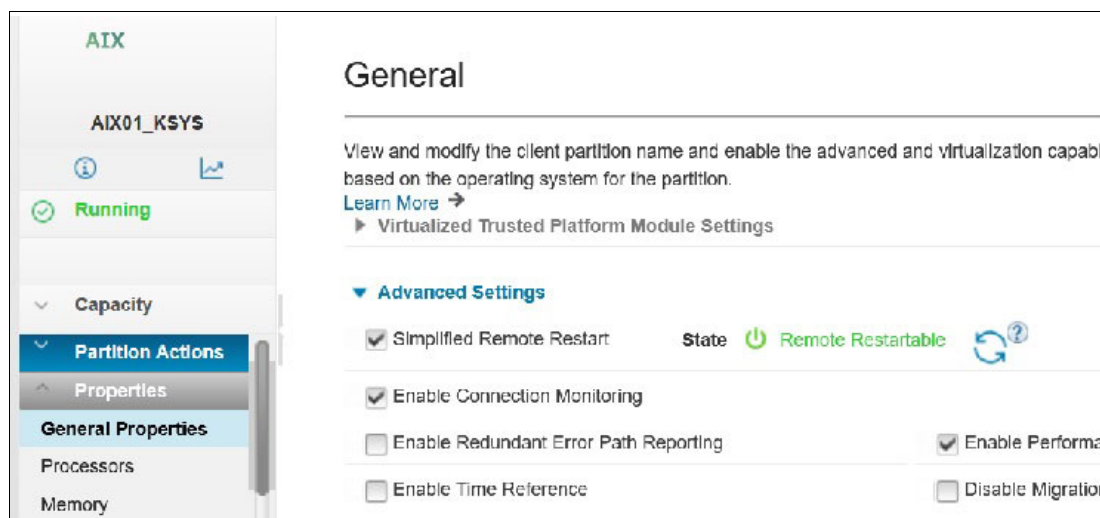 AIX
AIX01_KSYS
Running
Capacity
Partition Actions
Properties
General Properties
Processors
Memory
General
View and modify the client partition name and enable the advanced and virtualization capabl
based on the operating system for the partition.
Learn More
Virtualized Trusted Platform Module Settings
Advanced Settings
Simplified Remote Restart State Remote Restartable ?
Enable Connection Monitoring
Enable Redundant Error Path Reporting Enable Performa
Enable Time Reference Disable Migration